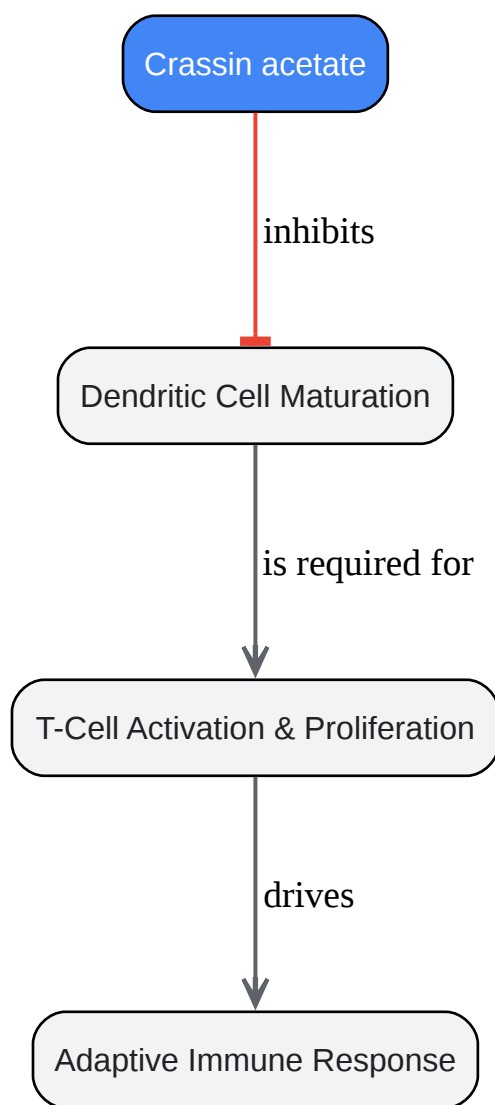 Crassin acetate
inhibits
Dendritic Cell Maturation
is required for
T-Cell Activation & Proliferation
drives
Adaptive Immune Response